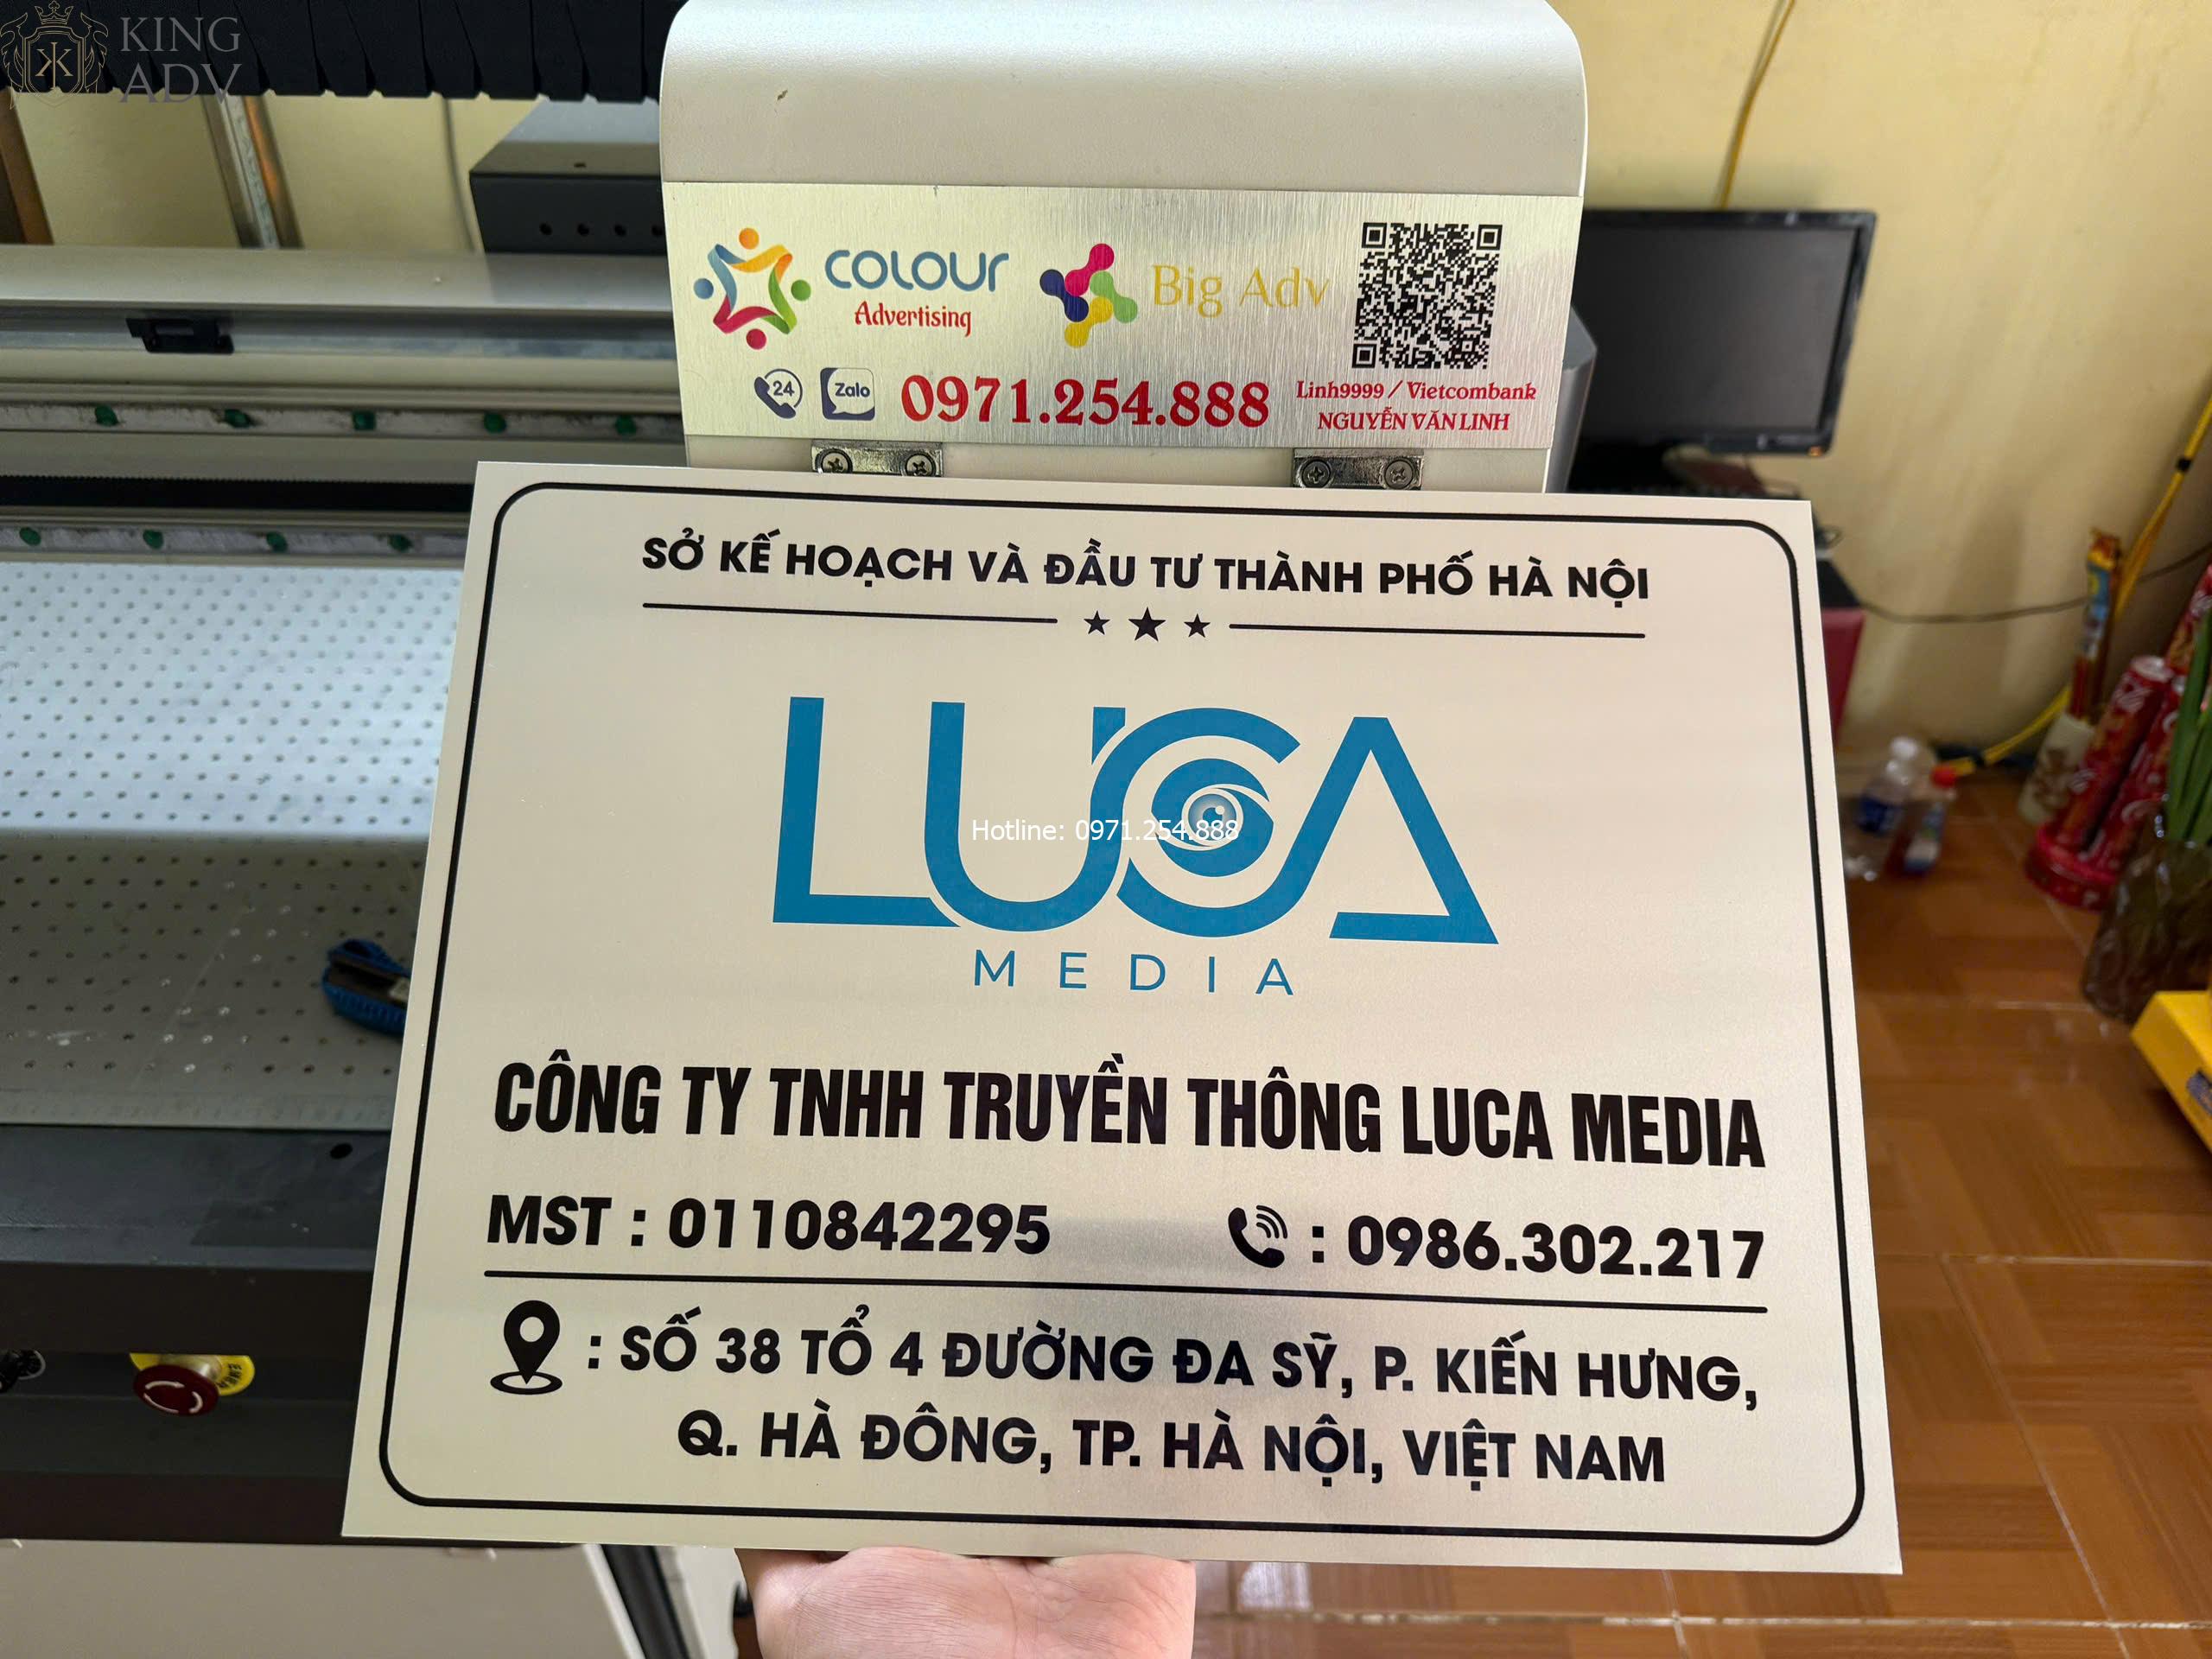 KING
ADV
COLOUR
Advertising
Big Adv
24
Zalo
0971.254.888
Linh9999 / Vietcombank
NGUYỄN VĂN LINH
SỞ KẾ HOẠCH VÀ ĐẦU TƯ THÀNH PHỐ HÀ NỘI
LUCA
Hotline: 0971.254.888
MEDIA
CÔNG TY TNHH TRUYỀN THÔNG LUCA MEDIA
MST : 0110842295
: 0986.302.217
: SỐ 38 TỔ 4 ĐƯỜNG ĐA SỸ, P. KIẾN HƯNG,
Q. HÀ ĐÔNG, TP. HÀ NỘI, VIỆT NAM